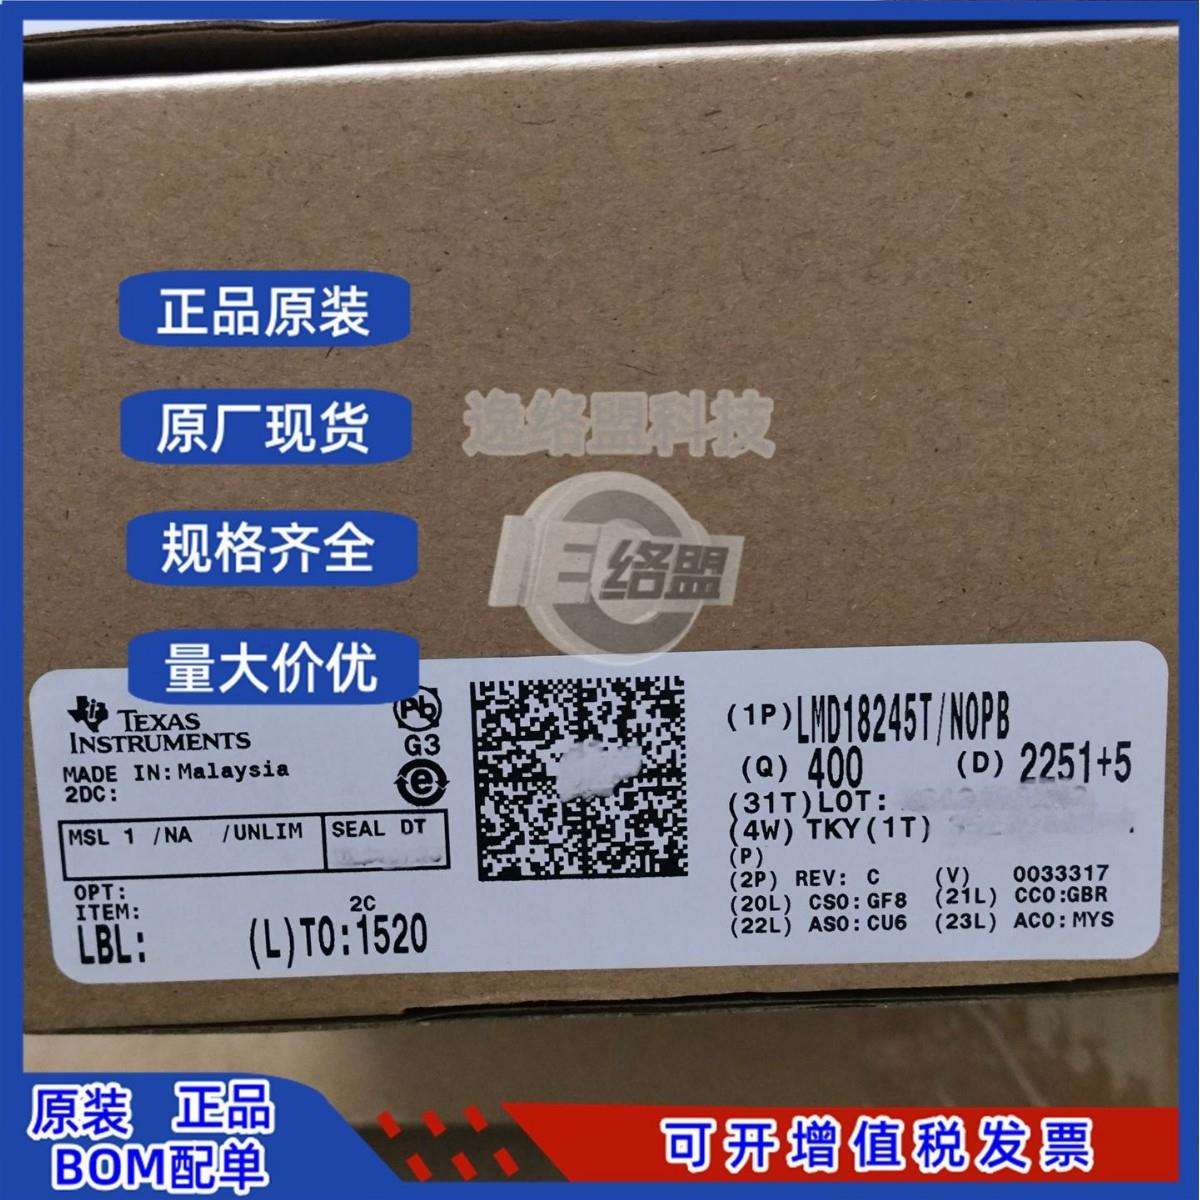 正品原装
原厂现货
规格齐全
量大价优
逸络盟科技
络盟
TEXAS
INSTRUMENTS
MADE IN: Malaysia
2DC:
Pb
G3
e
MSL 1 /NA /UNLIM
SEAL DT
OPT:
ITEM:
LBL:
2C
(L)TO:1520
(1P)LMD18245T/NOPB
(Q) 400 (D) 2251+5
(31T)LOT:
(4W) TKY(1T)
(P)
(2P) REV: C (V) 0033317
(20L) CSO:GF8 (21L) CCO:GBR
(22L) ASO:CU6 (23L) ACO:MYS
原装 正品
BOM配单
可开增值税发票